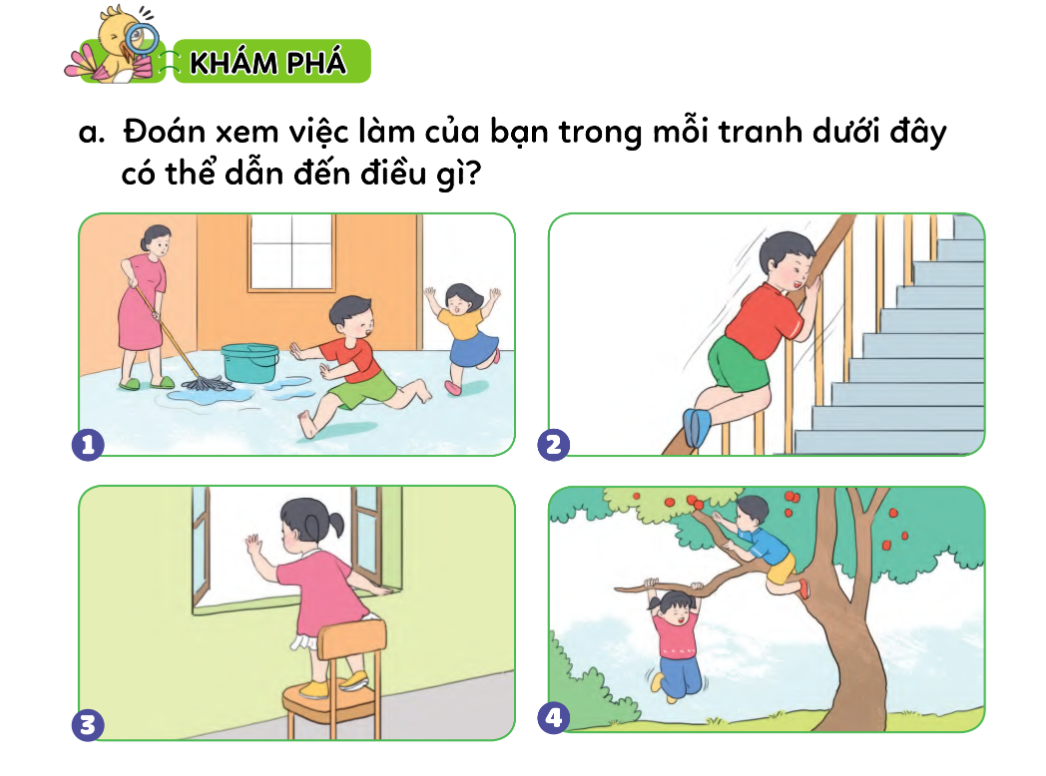 KHÁM PHÁ
a. Đoán xem việc làm của bạn trong mỗi tranh dưới đây
có thể dẫn đến điều gì?
1
2
3
4